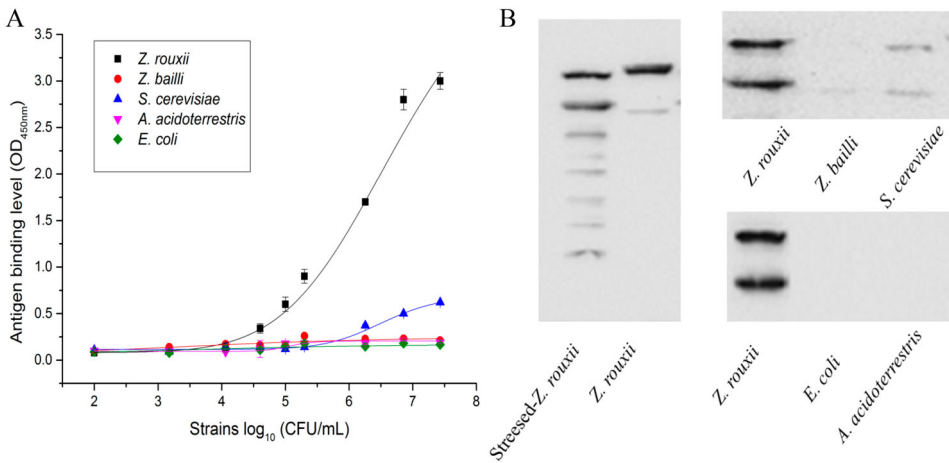 A
B
3.5
3.0
2.5
2.0
1.5
1.0
0.5
0.0
Antigen binding level (OD450nm)
Z. rouxii
Z. bailli
S. cerevisiae
A. acidoterrestris
E. coli
2 3 4 5 6 7 8
Strains log10 (CFU/mL)
Streesed-Z. rouxii
Z. rouxii
Z. rouxii
Z. bailli
S. cerevisiae
Z. rouxii
E. coli
A. acidoterrestris